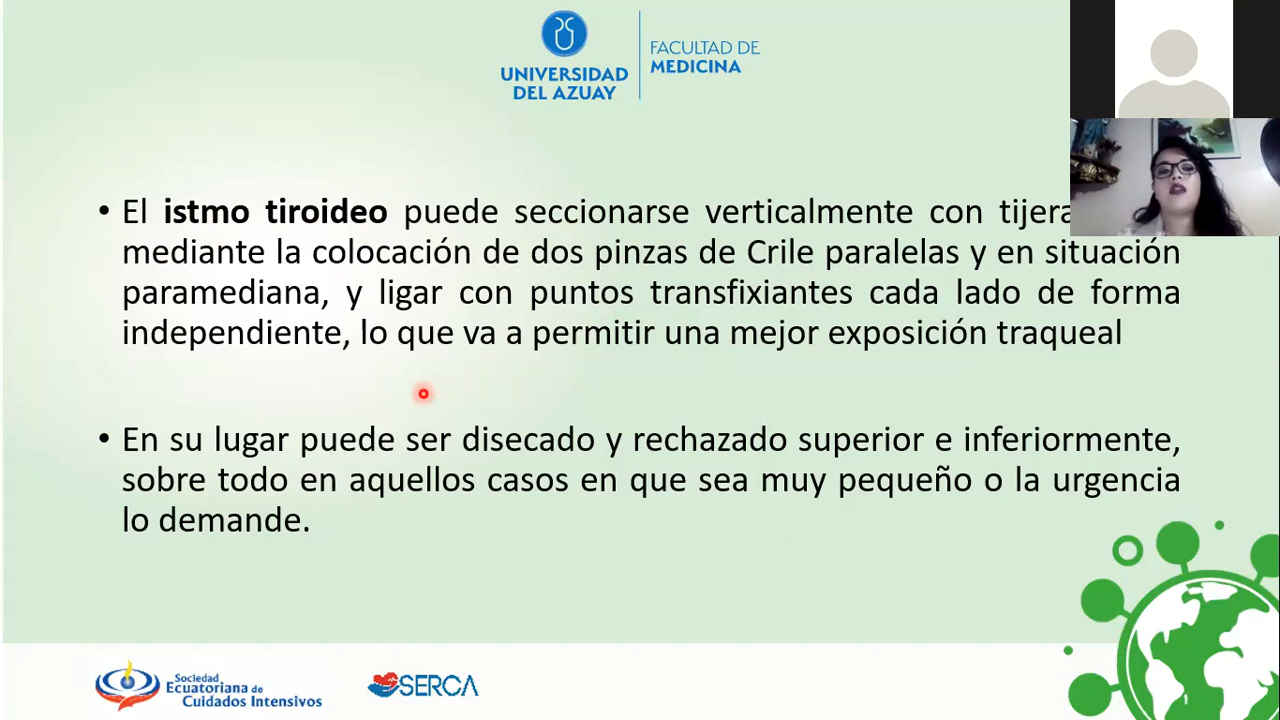 UNIVERSIDAD
DEL AZUAY
FACULTAD DE
MEDICINA
• El istmo tiroideo puede seccionarse verticalmente con
mediante la colocación de dos pinzas de Crile paralelas y en situación
paramediana, y ligar con puntos transfixiantes cada lado de forma
independiente, lo que va a permitir una mejor exposición traqueal
• En su lugar puede ser disecado y rechazado superior e inferiormente,
sobre todo en aquellos casos en que sea muy pequeño o la urgencia
lo demande.
Sociedad
Ecuatoriana de
Cuidados Intensivos
SERCA